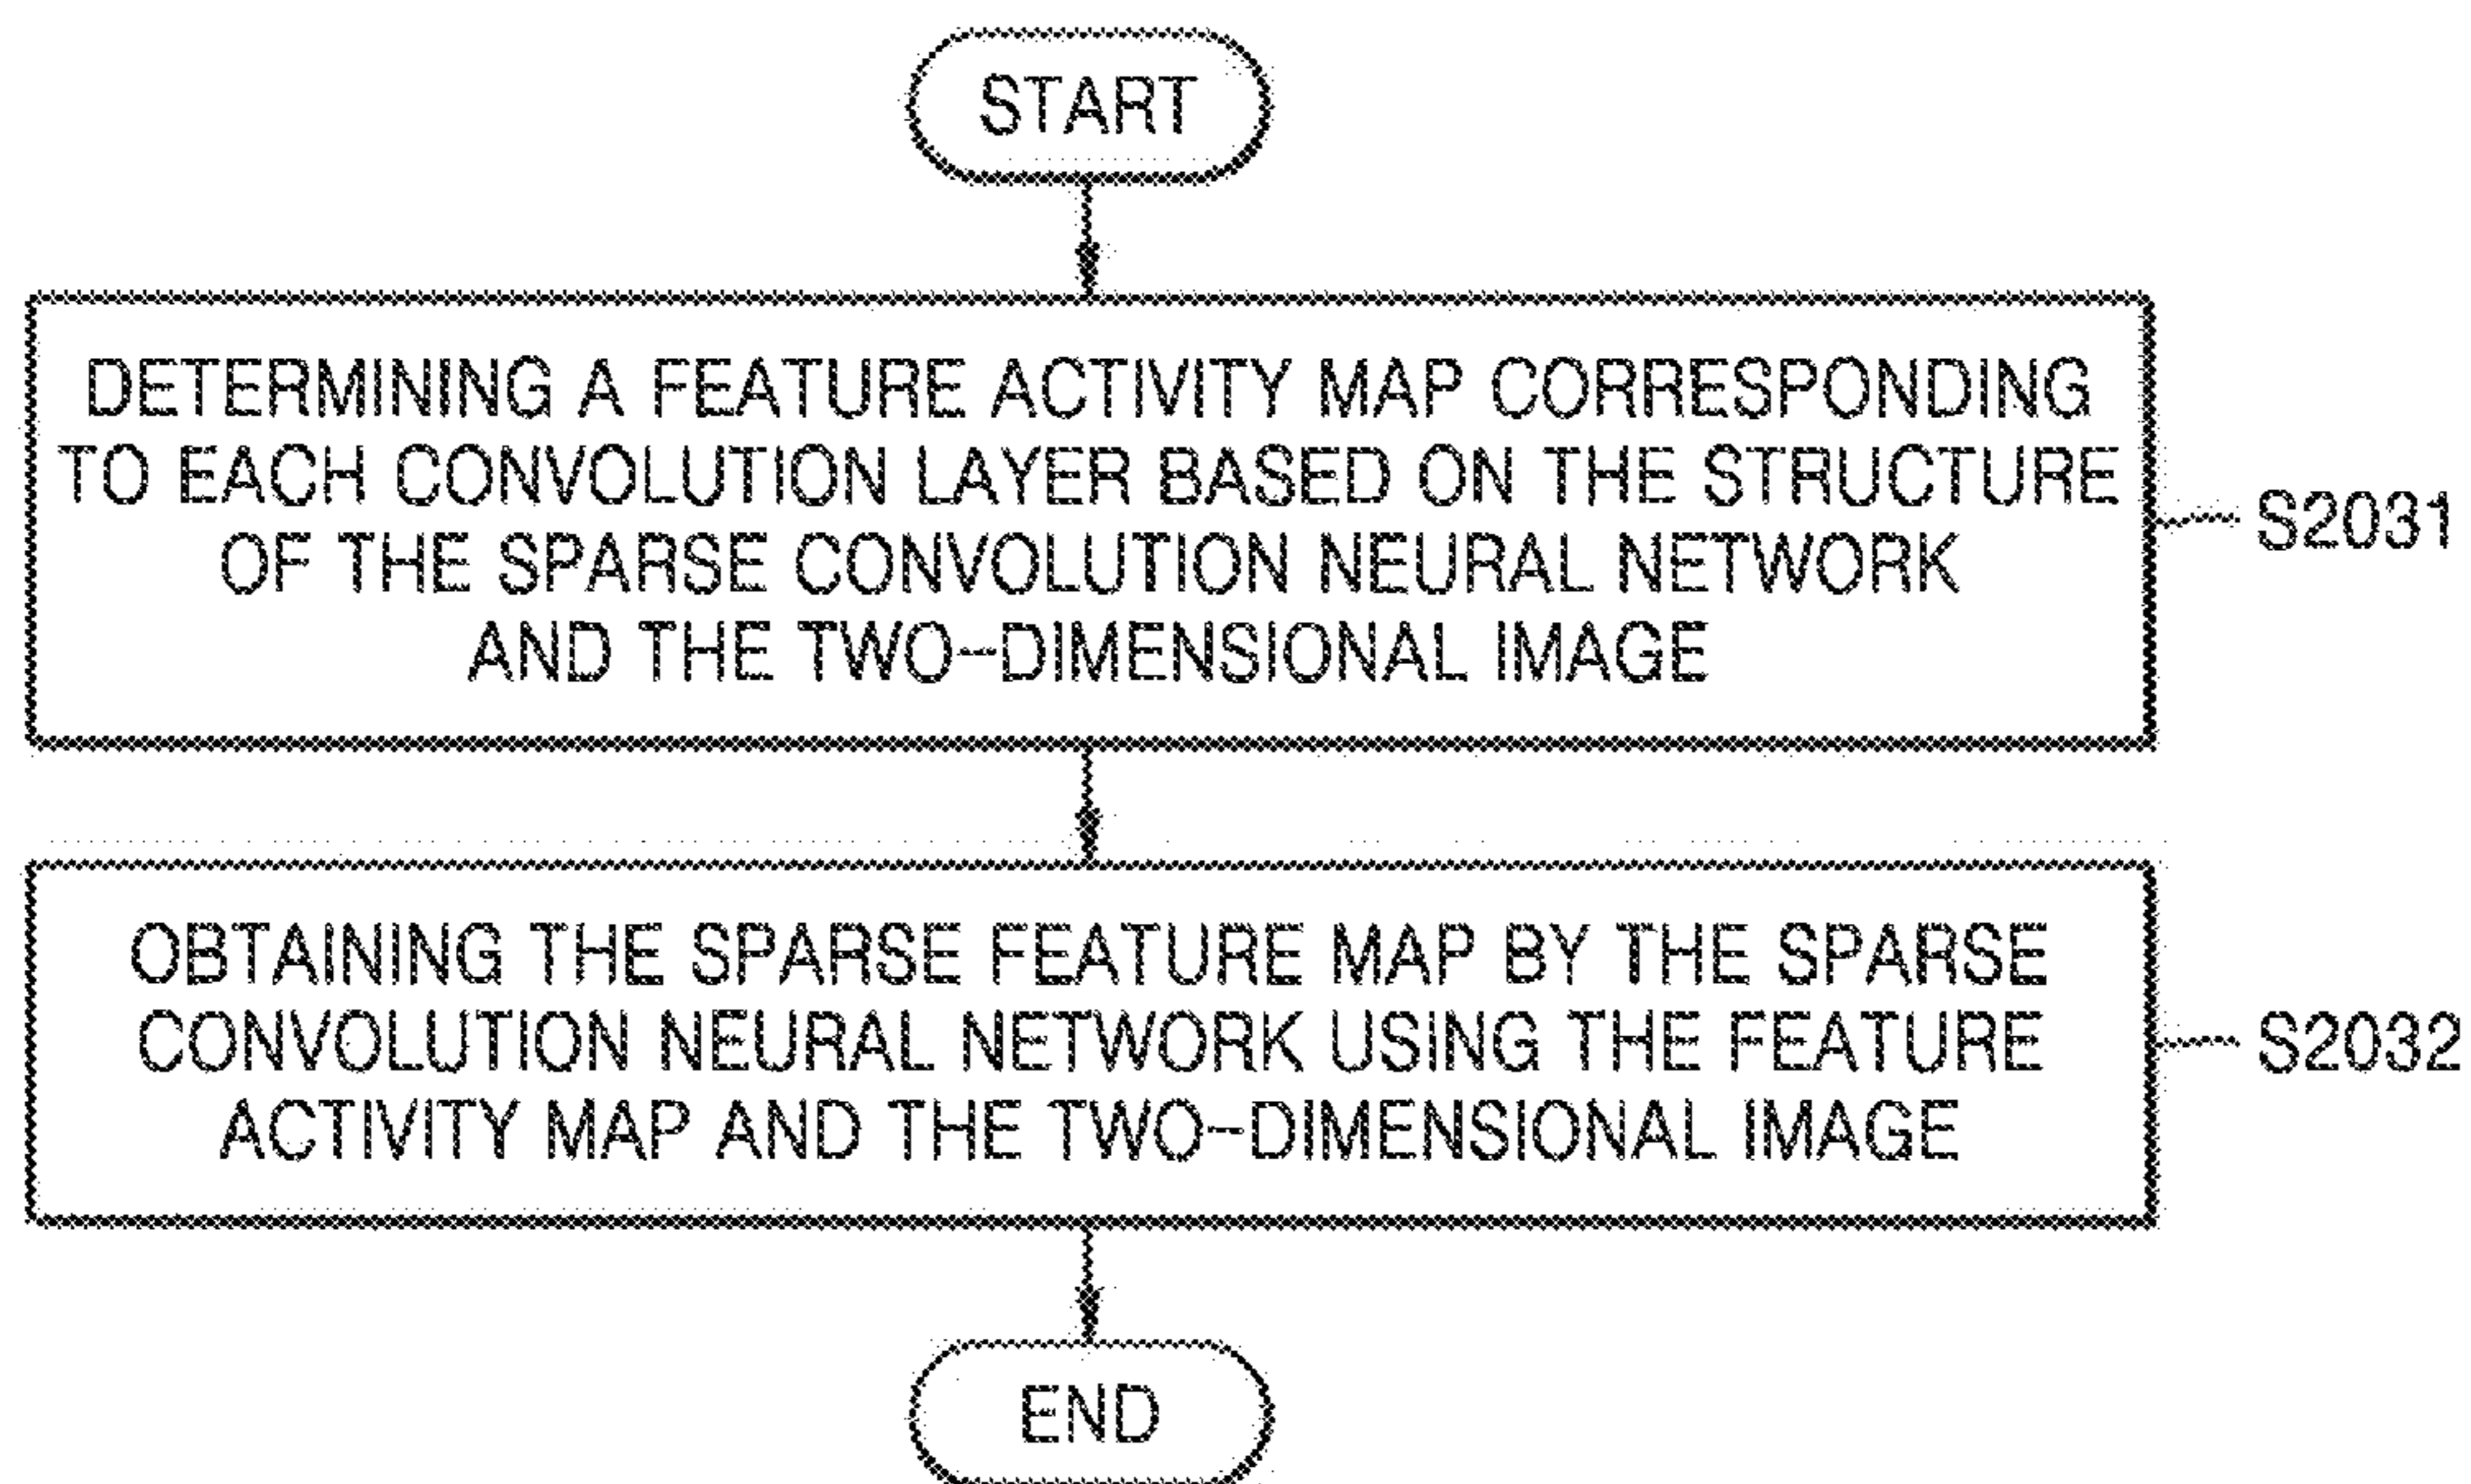 START
DETERMINING A FEATURE ACTIVITY MAP CORRESPONDING
TO EACH CONVOLUTION LAYER BASED ON THE STRUCTURE
OF THE SPARSE CONVOLUTION NEURAL NETWORK
AND THE TWO-DIMENSIONAL IMAGE
S2031
OBTAINING THE SPARSE FEATURE MAP BY THE SPARSE
CONVOLUTION NEURAL NETWORK USING THE FEATURE
ACTIVITY MAP AND THE TWO-DIMENSIONAL IMAGE
S2032
END